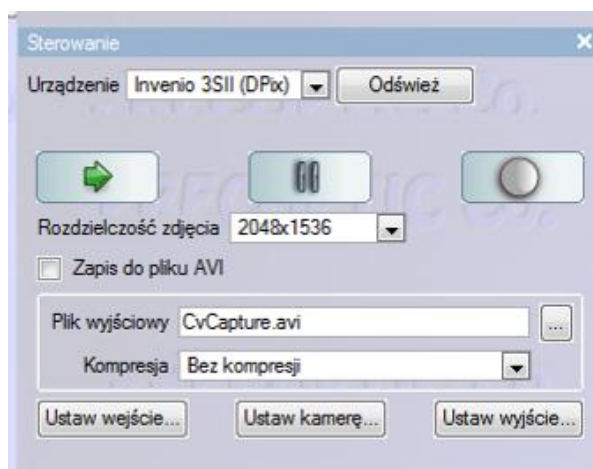 Sterowanie
Urządzenie Invenio 3SII (DPix) Odśwież
Rozdzielczość zdjęcia 2048x1536
Zapis do pliku AVI
Plik wyjściowy CvCapture.avi ...
Kompresja Bez kompresji
Ustaw wejście... Ustaw kamerę... Ustaw wyjście...